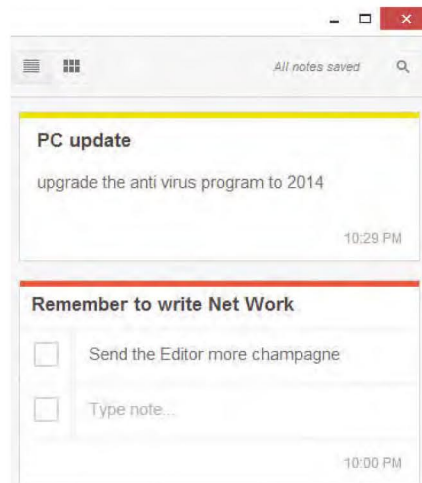 All notes saved
PC update
upgrade the anti virus program to 2014
10:29 PM
Remember to write Net Work
Send the Editor more champagne
Type note...
10:00 PM